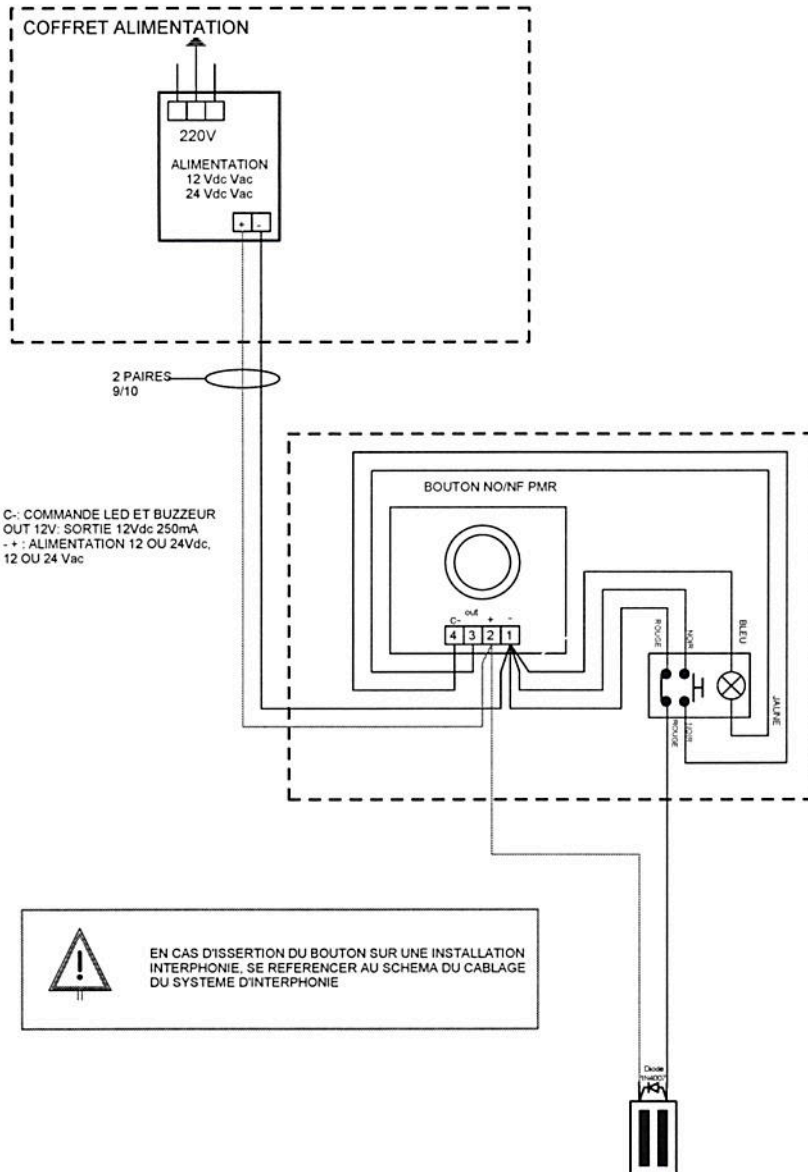 COFFRET ALIMENTATION
220V
ALIMENTATION
12 Vdc Vac
24 Vdc Vac
+ -
2 PAIRES
9/10
C-: COMMANDE LED ET BUZZEUR
OUT 12V: SORTIE 12Vdc 250mA
- + : ALIMENTATION 12 OU 24Vdc,
12 OU 24 Vac
BOUTON NO/NF PMR
C- out + -
4 3 2 1
ROUGE
NOIR
BLEU
JAUNE
ROUGE
EN CAS D'ISSERTION DU BOUTON SUR UNE INSTALLATION
INTERPHONIE, SE REFERENCER AU SCHEMA DU CABLAGE
DU SYSTEME D'INTERPHONIE
!
Diode